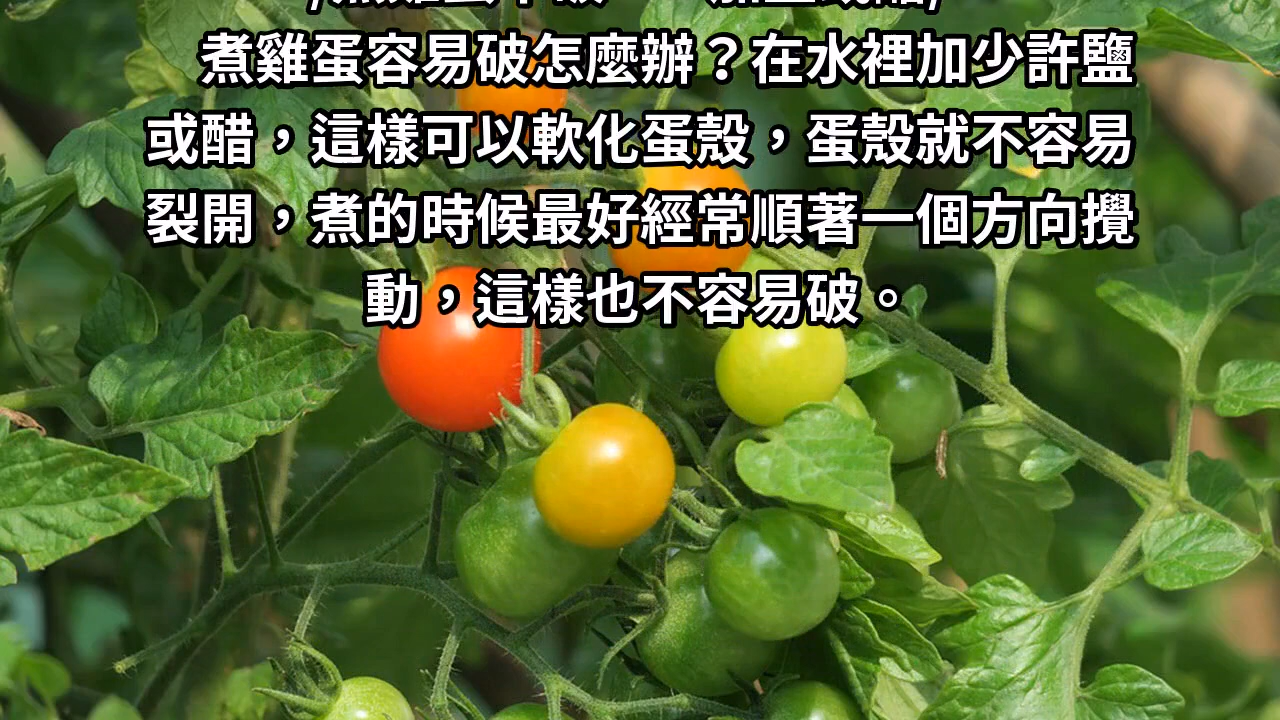 煮雞蛋容易破怎麼辦？在水裡加少許鹽
或醋，這樣可以軟化蛋殼，蛋殼就不容易
裂開，煮的時候最好經常順著一個方向攪
動，這樣也不容易破。